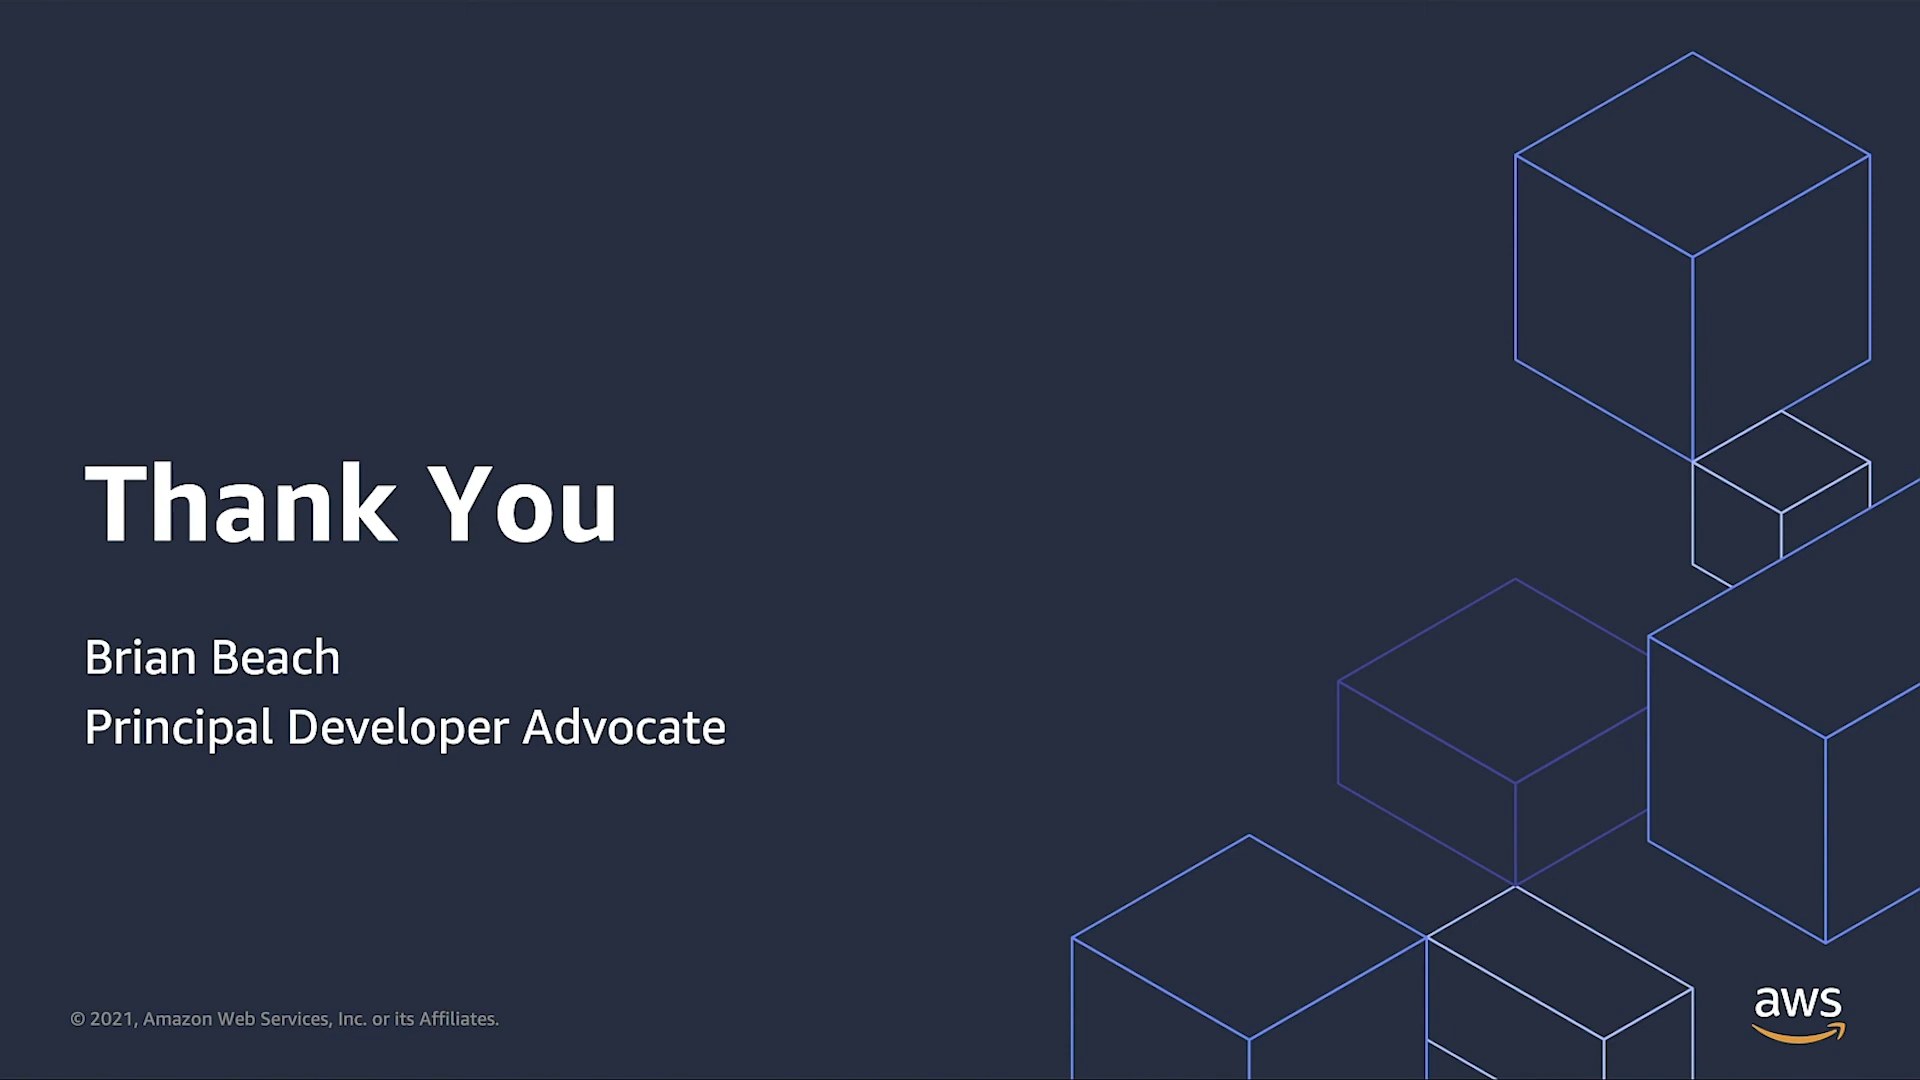 Thank You
Brian Beach
Principal Developer Advocate
© 2021, Amazon Web Services, Inc. or its Affiliates.
aws